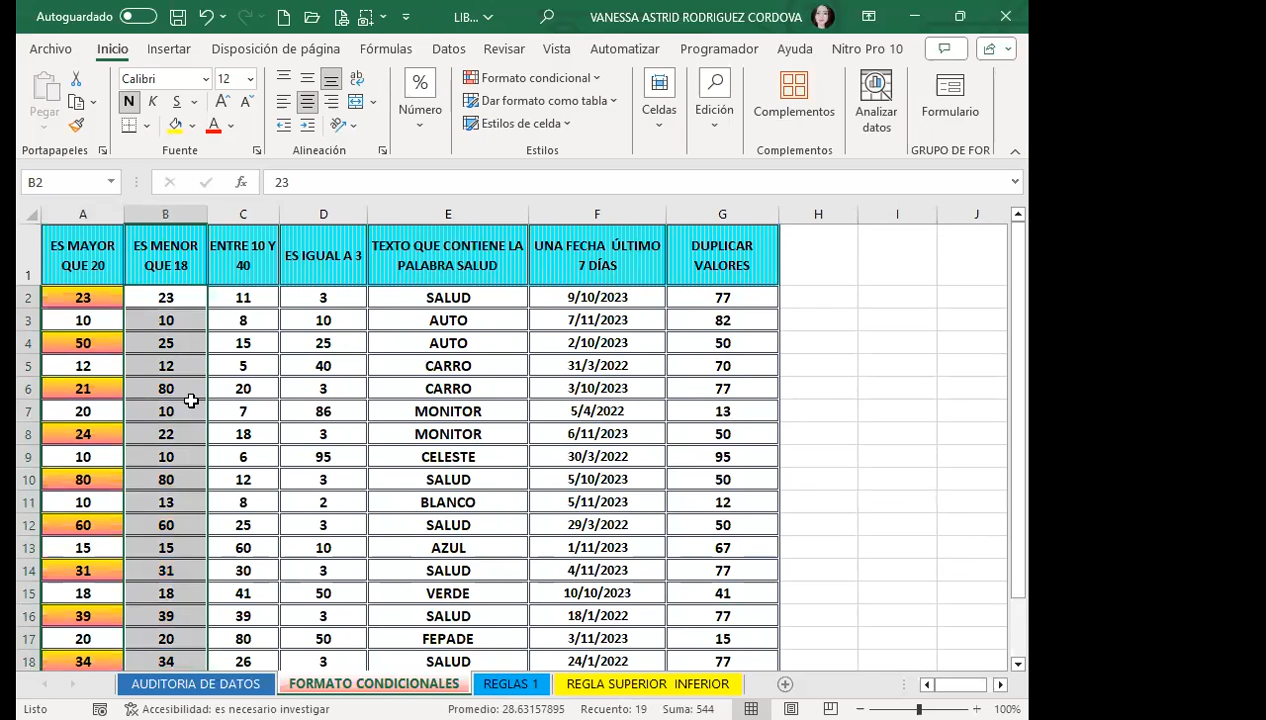 Autoguardado LIB... VANESSA ASTRID RODRIGUEZ CORDOVA
Archivo Inicio Insertar Disposición de página Fórmulas Datos Revisar Vista Automatizar Programador Ayuda Nitro Pro 10
Pegar Calibri 12 Número Formato condicional Celdas Edición Complementos Analizar datos Formulario
N K S Dar formato como tabla
A Estilos de celda
Portapapeles Fuente Alineación Estilos Complementos GRUPO DE FOR
B2 fx 23
A B C D E F G H I J
1 ES MAYOR QUE 20 ES MENOR QUE 18 ENTRE 10 Y 40 ES IGUAL A 3 TEXTO QUE CONTIENE LA PALABRA SALUD UNA FECHA ÚLTIMO 7 DÍAS DUPLICAR VALORES
2 23 23 11 3 SALUD 9/10/2023 77
3 10 10 8 10 AUTO 7/11/2023 82
4 50 25 15 25 AUTO 2/10/2023 50
5 12 12 5 40 CARRO 31/3/2022 70
6 21 80 20 3 CARRO 3/10/2023 77
7 20 10 7 86 MONITOR 5/4/2022 13
8 24 22 18 3 MONITOR 6/11/2023 50
9 10 10 6 95 CELESTE 30/3/2022 95
10 80 80 12 3 SALUD 5/10/2023 50
11 10 13 8 2 BLANCO 5/11/2023 12
12 60 60 25 3 SALUD 29/3/2022 50
13 15 15 60 10 AZUL 1/11/2023 67
14 31 31 30 3 SALUD 4/11/2023 77
15 18 18 41 50 VERDE 10/10/2023 41
16 39 39 39 3 SALUD 18/1/2022 77
17 20 20 80 50 FEPADE 3/11/2023 15
18 34 34 26 3 SALUD 24/1/2022 77
AUDITORIA DE DATOS FORMATO CONDICIONALES REGLAS 1 REGLA SUPERIOR INFERIOR
Listo Accesibilidad: es necesario investigar Promedio: 28.63157895 Recuento: 19 Suma: 544 100%